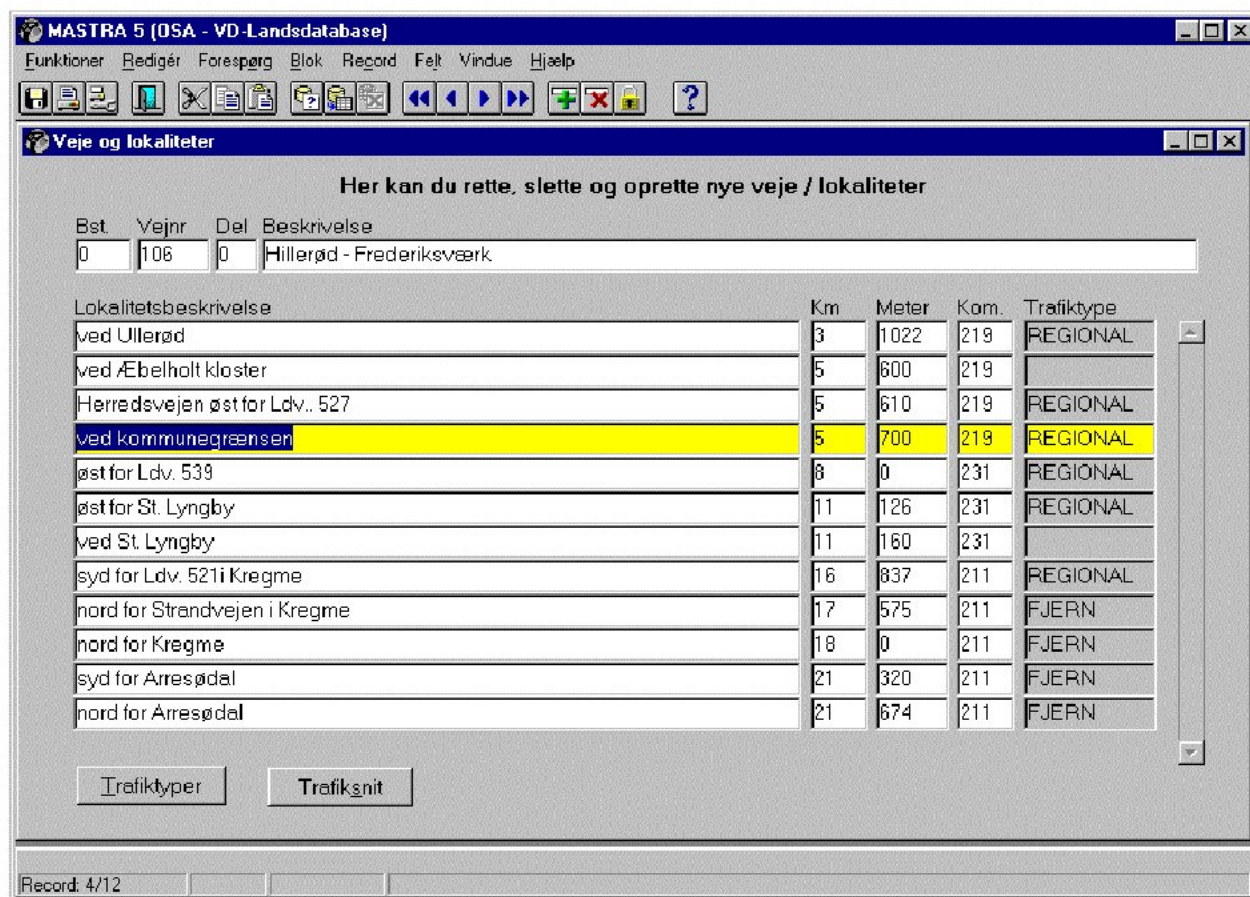 MASTRA 5 (OSA - VD-Landsdatabase)
Funktioner Redigér Forespørg Blok Record Felt Vindue Hjælp
Veje og lokaliteter
Her kan du rette, slette og oprette nye veje / lokaliteter
Bst. Vejnr Del Beskrivelse
0 106 0 Hillerød - Frederiksværk
Lokalitetsbeskrivelse Km Meter Kom. Trafiktype
ved Ullerød 3 1022 219 REGIONAL
ved Æbelholt kloster 5 600 219
Herredsvejen øst for Ldv.. 527 5 610 219 REGIONAL
ved kommunegrænsen 5 700 219 REGIONAL
øst for Ldv. 539 8 0 231 REGIONAL
øst for St. Lyngby 11 126 231 REGIONAL
ved St. Lyngby 11 160 231
syd for Ldv. 521i Kregme 16 837 211 REGIONAL
nord for Strandvejen i Kregme 17 575 211 FJERN
nord for Kregme 18 0 211 FJERN
syd for Arresødal 21 320 211 FJERN
nord for Arresødal 21 674 211 FJERN
Trafiktyper Trafiksnit
Record: 4/12